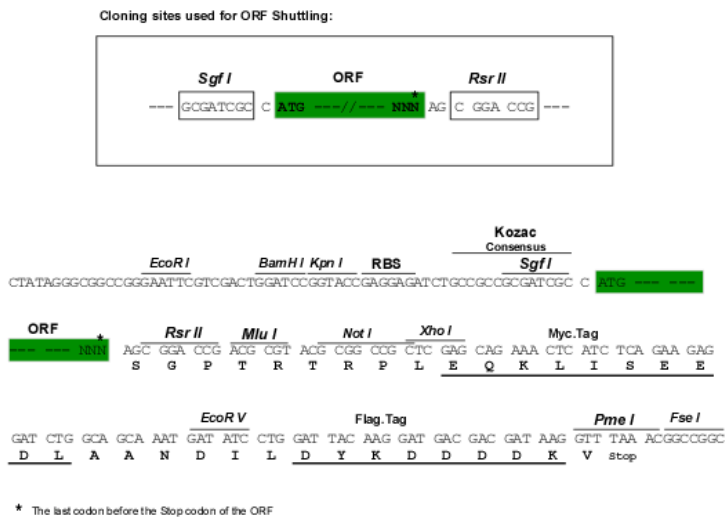 Cloning sites used for ORF Shuttling:
Sgf I ORF Rsr II
*
--- GCGATCGC C ATG ---//--- NNN AG C GGA CCG ---
Kozac
Consensus
EcoR I BamH I Kpn I RBS Sgf I
CTATAGGGCGGCCGGGAATTCGTCGACTGGATCCGGTACCGAGGAGATCTGCCGCCGCGATCGC C ATG --- ---
ORF * Rsr II Mlu I Not I Xho I Myc.Tag
--- --- NNN AGC GGA CCG ACG CGT ACG CGG CCG CTC GAG CAG AAA CTC ATC TCA GAA GAG
S G P T R T R P L E Q K L I S E E
EcoR V Flag.Tag Pme I Fse I
GAT CTG GCA GCA AAT GAT ATC CTG GAT TAC AAG GAT GAC GAC GAT AAG GTT TAA ACGGCCGGC
D L A A N D I L D Y K D D D D K V Stop
* The last codon before the Stop codon of the ORF